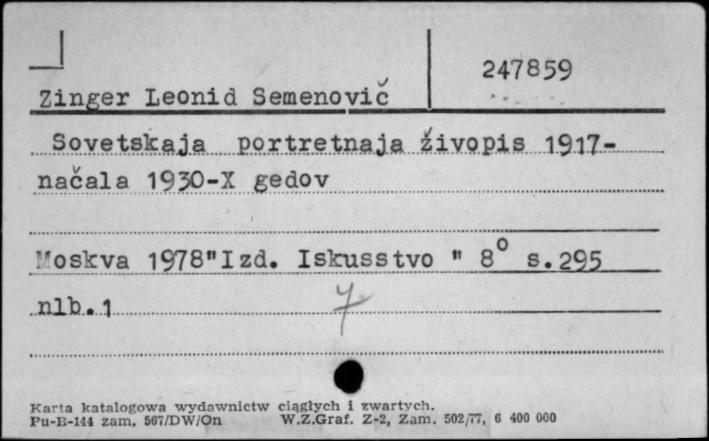 247859
Zinger Leonid Semenovič
Sovetskaja portretnaja živopis 1917-
načala 1930-X gedov
Moskva 1978"Izd. Iskusstvo " 8° s.295
nlb.1
7
Karta katalogowa wydawnictw ciągłych i zwartych.
Pu-B-144 zam. 567/DW/On W.Z.Graf. Z-2, Zam. 502/77, 6 400 000